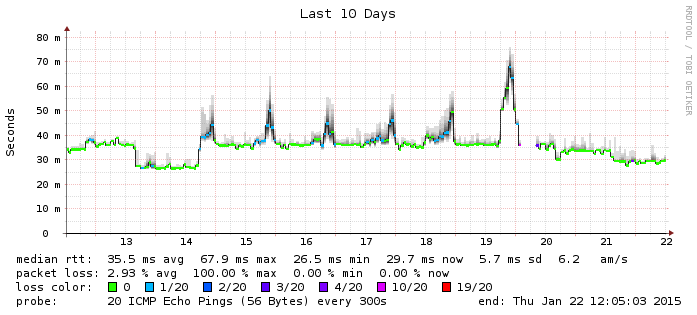 Last 10 Days
RRDTOOL / TOBI OETIKER
Seconds
80 m
70 m
60 m
50 m
40 m
30 m
20 m
10 m
0
13 14 15 16 17 18 19 20 21 22
median rtt: 35.5 ms avg 67.9 ms max 26.5 ms min 29.7 ms now 5.7 ms sd 6.2 am/s
packet loss: 2.93 % avg 100.00 % max 0.00 % min 0.00 % now
loss color: 0 1/20 2/20 3/20 4/20 10/20 19/20
probe: 20 ICMP Echo Pings (56 Bytes) every 300s end: Thu Jan 22 12:05:03 2015